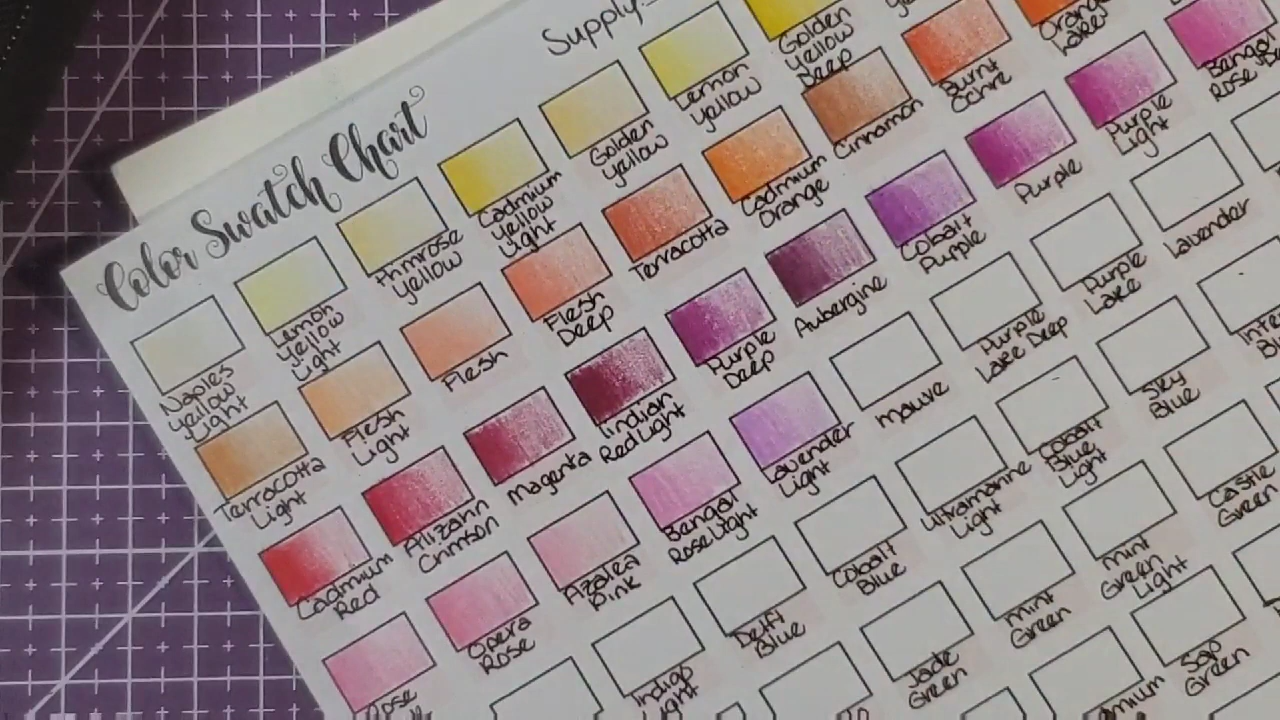 Color Swatch Chart
Supply:
Naples
Yellow
Light
Lemon
Yellow
Light
Primrose
Yellow
Cadmium
Yellow
Light
Golden
Yellow
Lemon
Yellow
Golden
Yellow
Deep
Terracotta
Light
Flesh
Light
Flesh
Flesh
Deep
Terracotta
Cadmium
Orange
Cinnamon
Burnt
Ochre
Cadmium
Red
Alizarin
Crimson
Magenta
Indian
Red Light
Purple
Deep
Aubergine
Cobalt
Purple
Purple
Purple
Light
Bengal
Rose
Opera
Rose
Azalea
Pink
Bengal
Rose Light
Lavender
Light
Mauve
Purple
Lake Deep
Purple
Lake
Lavender
Indigo
Light
Delft
Blue
Cobalt
Blue
Ultramarine
Light
Cobalt
Blue
Light
Sky
Blue
Jade
Green
Mint
Green
Mint
Green
Light
Castle
Green
Sap
Green